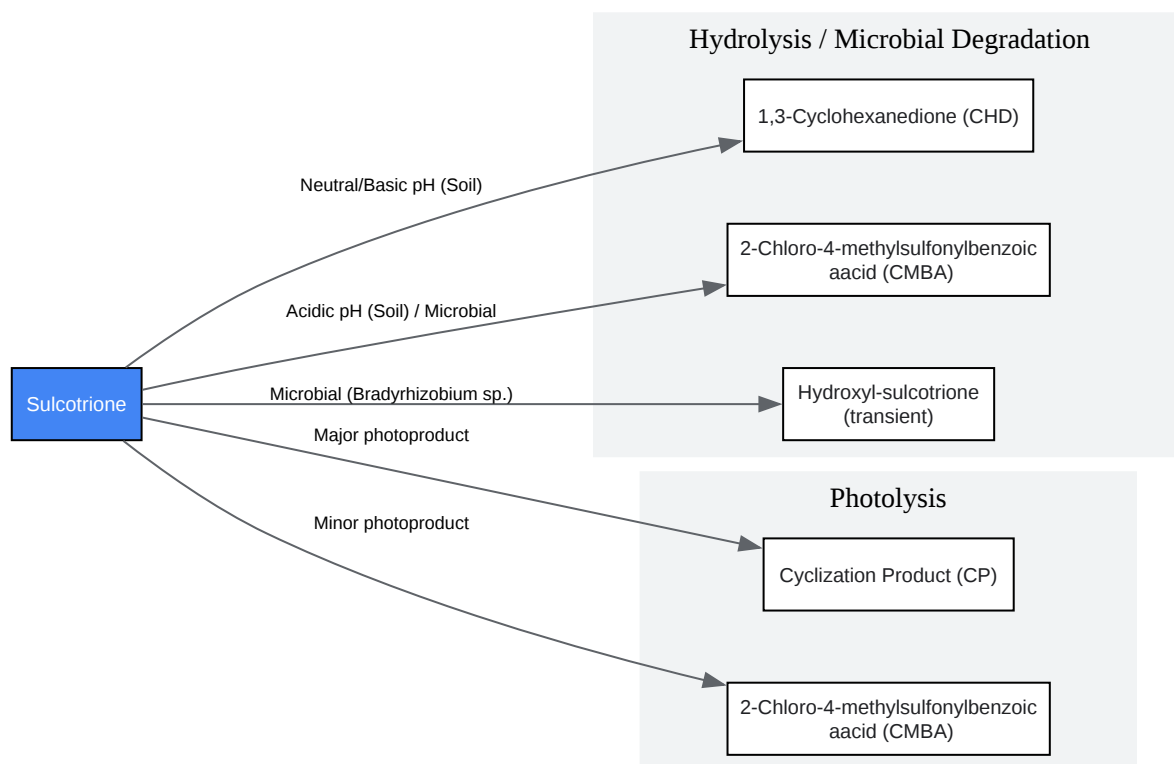 Hydrolysis / Microbial Degradation
1,3-Cyclohexanedione (CHD)
Neutral/Basic pH (Soil)
2-Chloro-4-methylsulfonylbenzoic
aacid (CMBA)
Acidic pH (Soil) / Microbial
Sulcotrione
Microbial (Bradyrhizobium sp.)
Hydroxyl-sulcotrione
(transient)
Major photoproduct
Photolysis
Minor photoproduct
Cyclization Product (CP)
2-Chloro-4-methylsulfonylbenzoic
aacid (CMBA)